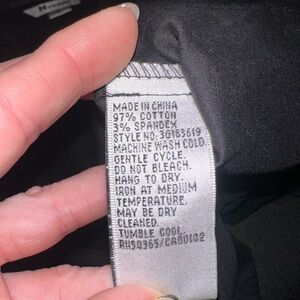 MADE IN CHINA
97% COTTON
3% SPANDEX
STYLE NO:3G183619
MACHINE WASH COLD.
GENTLE CYCLE.
DO NOT BLEACH.
HANG TO DRY.
IRON AT MEDIUM
TEMPERATURE.
MAY BE DRY
CLEANED.
TUMBLE COOL
RN50365/CA00102